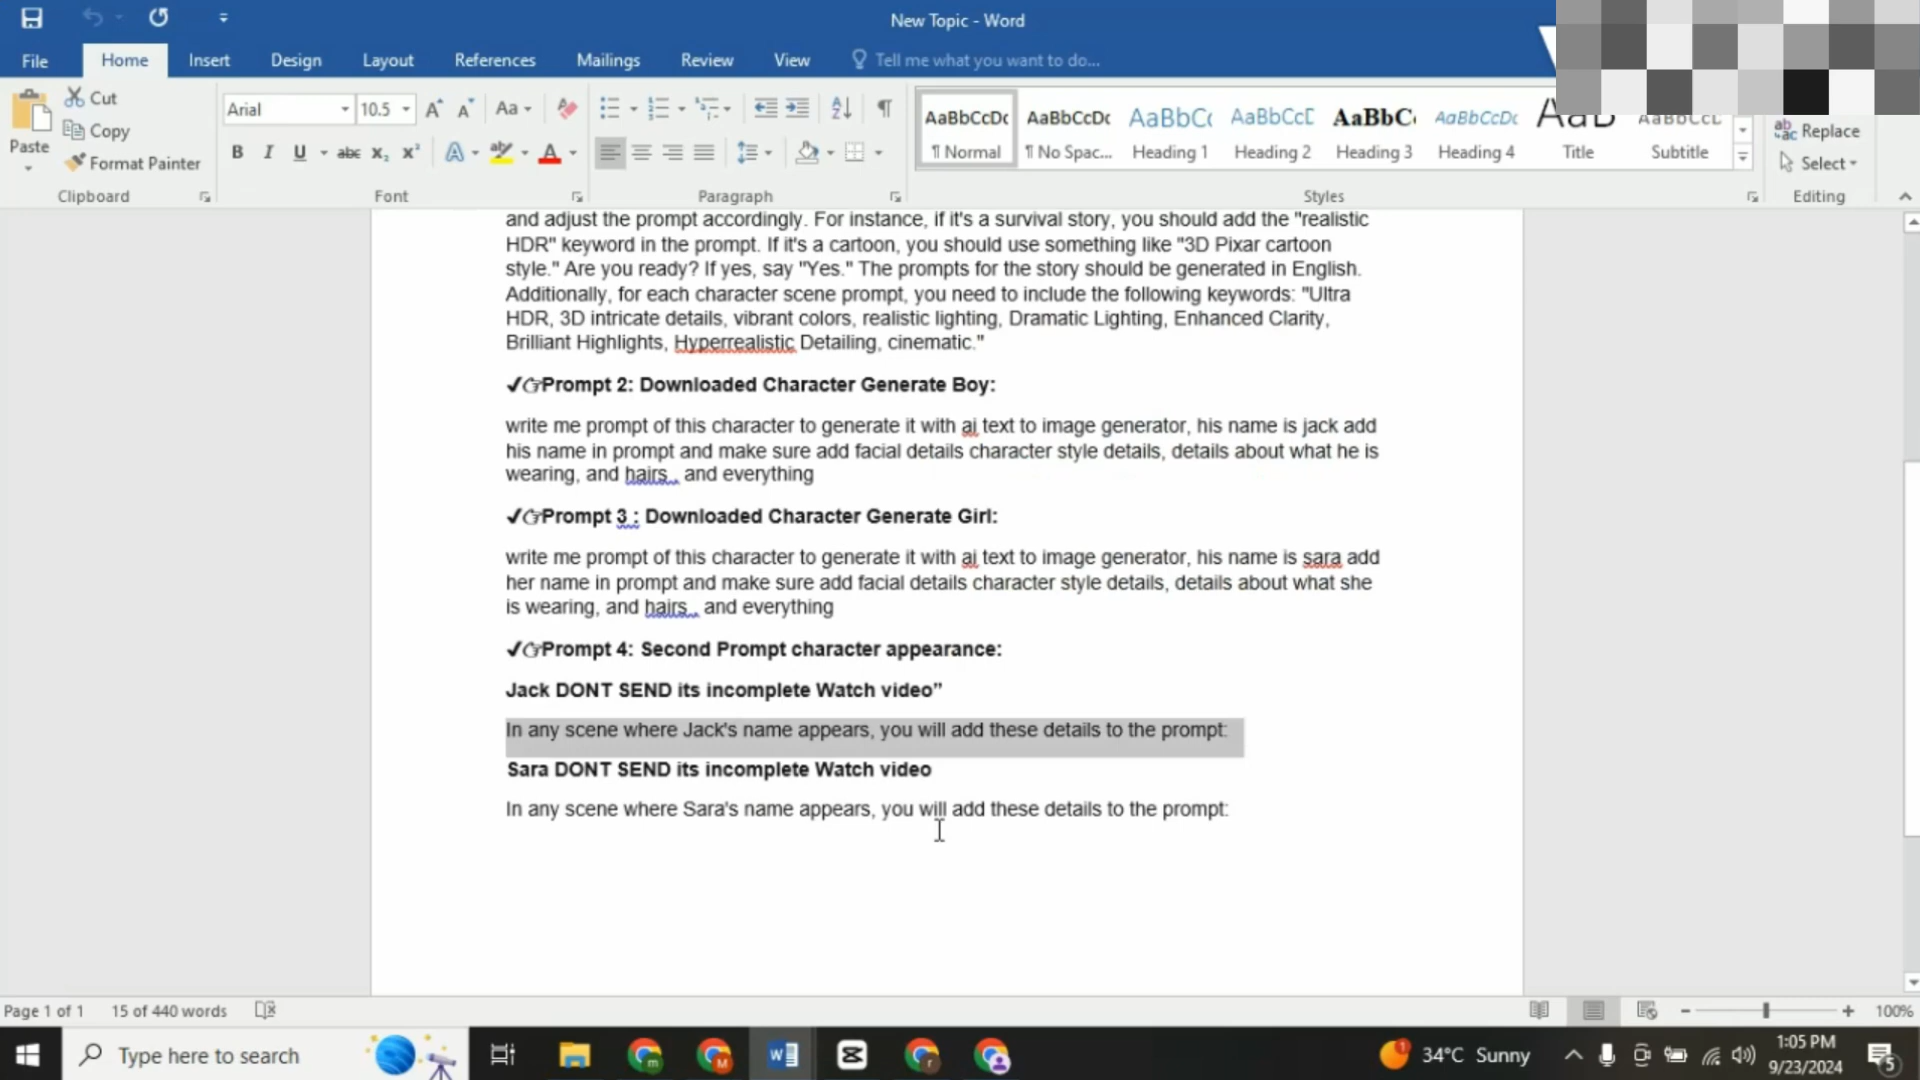 New Topic - Word
File Home Insert Design Layout References Mailings Review View Tell me what you want to do...
Paste
Cut
Copy
Format Painter
Clipboard
Arial 10.5
Aa
B I U abc X₂ X²
A
Font
Paragraph
AaBbCcDc AaBbCcDc AaBbCc AaBbCcD AaBbCc AaBbCcDc AaB AaBbCcD
¶ Normal ¶ No Spac... Heading 1 Heading 2 Heading 3 Heading 4 Title Subtitle
Styles
Replace
Select
Editing
and adjust the prompt accordingly. For instance, if it's a survival story, you should add the "realistic
HDR" keyword in the prompt. If it's a cartoon, you should use something like "3D Pixar cartoon
style." Are you ready? If yes, say "Yes." The prompts for the story should be generated in English.
Additionally, for each character scene prompt, you need to include the following keywords: "Ultra
HDR, 3D intricate details, vibrant colors, realistic lighting, Dramatic Lighting, Enhanced Clarity,
Brilliant Highlights, Hyperrealistic Detailing, cinematic."
✔☞Prompt 2: Downloaded Character Generate Boy:
write me prompt of this character to generate it with ai text to image generator, his name is jack add
his name in prompt and make sure add facial details character style details, details about what he is
wearing, and hairs , and everything
✔☞Prompt 3 : Downloaded Character Generate Girl:
write me prompt of this character to generate it with ai text to image generator, his name is sara add
her name in prompt and make sure add facial details character style details, details about what she
is wearing, and hairs , and everything
✔☞Prompt 4: Second Prompt character appearance:
Jack DONT SEND its incomplete Watch video”
In any scene where Jack's name appears, you will add these details to the prompt:
Sara DONT SEND its incomplete Watch video
In any scene where Sara's name appears, you will add these details to the prompt:
Page 1 of 1 15 of 440 words
100%
Type here to search
34°C Sunny
1:05 PM
9/23/2024
5